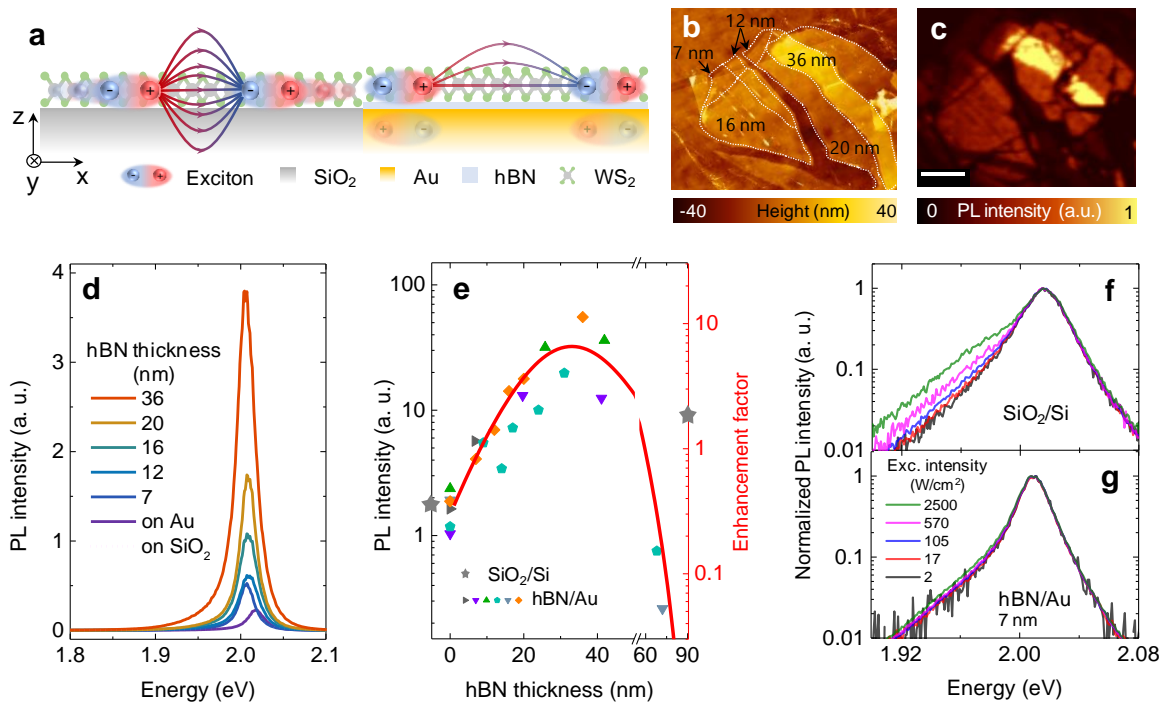 a
z
y
x
Exciton
SiO2
Au
hBN
WS2
b
7 nm
12 nm
36 nm
16 nm
20 nm
-40 Height (nm) 40
c
0 PL intensity (a.u.) 1
d
PL intensity (a. u.)
4
3
2
1
0
hBN thickness
(nm)
36
20
16
12
7
on Au
on SiO2
1.8 1.9 2.0 2.1
Energy (eV)
e
PL intensity (a. u.)
100
10
1
SiO2/Si
hBN/Au
0 20 40 60 90
hBN thickness (nm)
10
1
0.1
Enhancement factor
f
Normalized PL intensity (a. u.)
1
0.1
0.01
SiO2/Si
g
1
0.1
0.01
Exc. intensity
(W/cm2)
2500
570
105
17
2
hBN/Au
7 nm
1.92 2.00 2.08
Energy (eV)